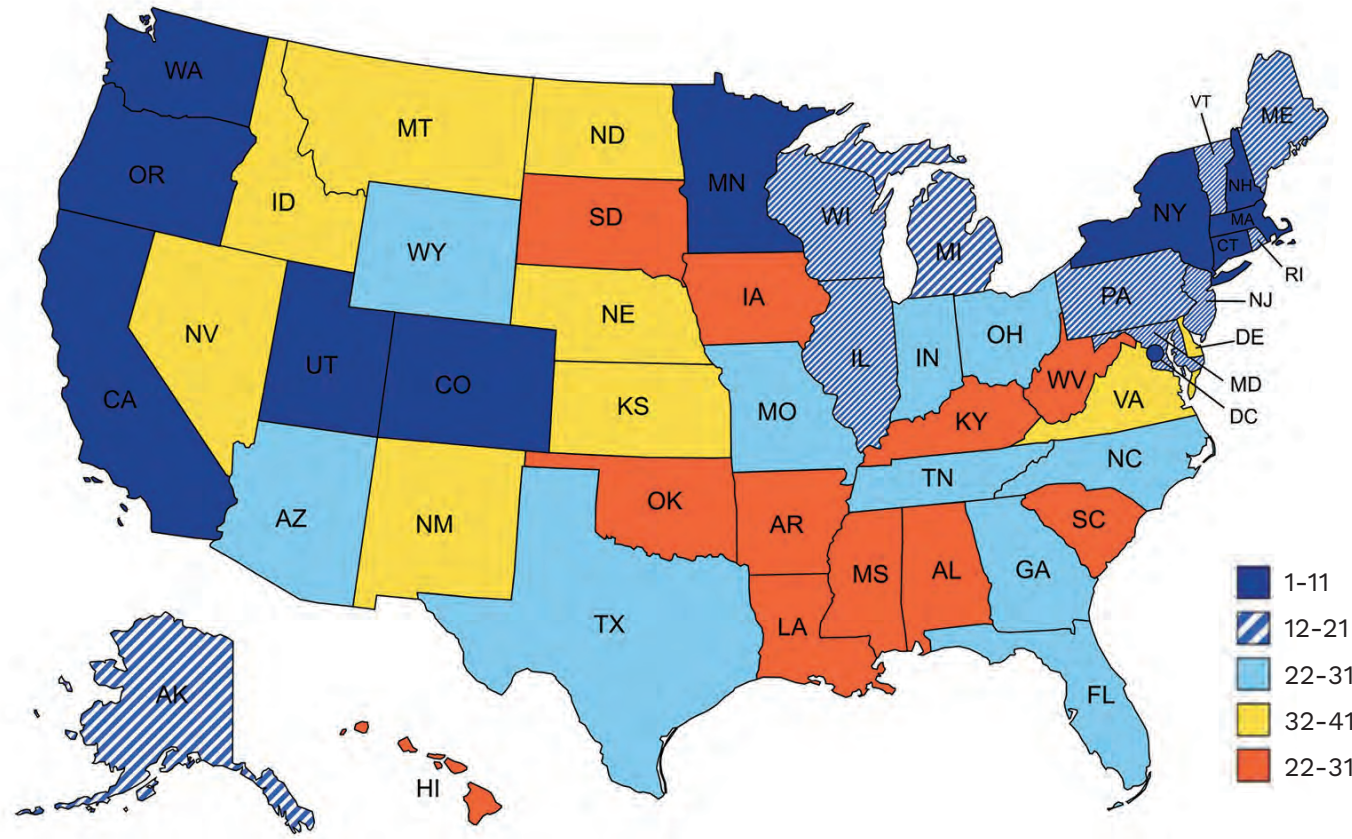 WA
OR
CA
ID
NV
MT
WY
UT
CO
AZ
NM
ND
SD
NE
KS
OK
TX
MN
IA
MO
AR
LA
WI
IL
MI
IN
OH
KY
TN
MS
AL
GA
FL
SC
NC
VA
WV
PA
NY
VT
NH
MA
CT
ME
RI
NJ
DE
MD
DC
AK
HI
1-11
12-21
22-31
32-41
22-31